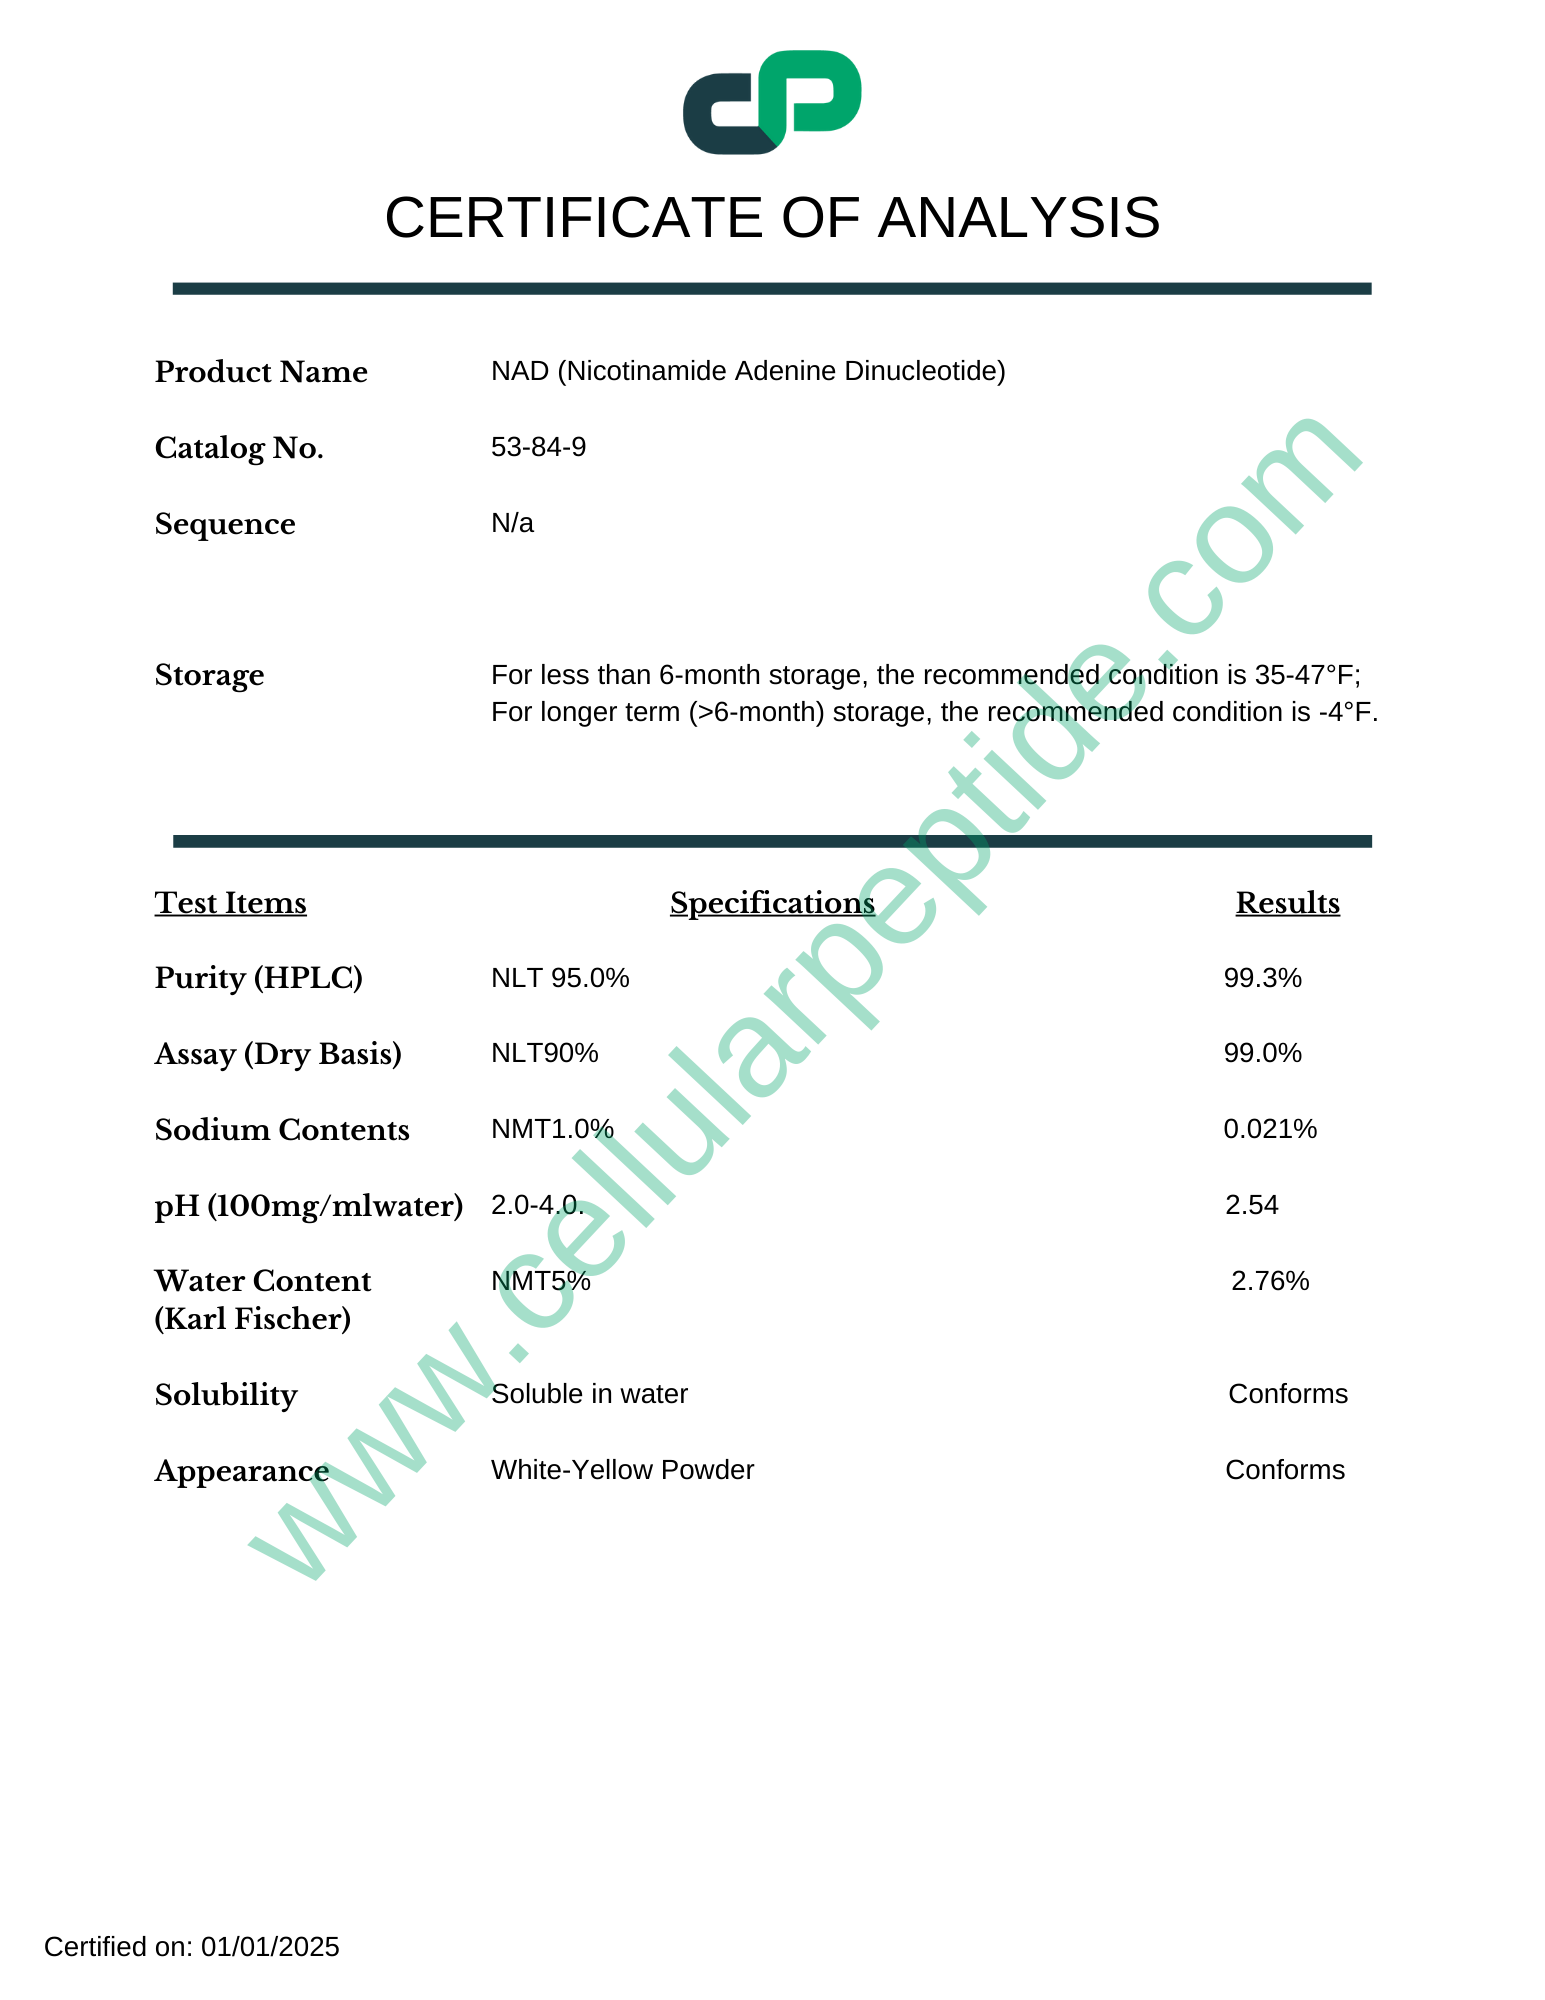 CP
CERTIFICATE OF ANALYSIS
Product Name NAD (Nicotinamide Adenine Dinucleotide)
Catalog No. 53-84-9
Sequence N/a
Storage For less than 6-month storage, the recommended condition is 35-47°F;
For longer term (>6-month) storage, the recommended condition is -4°F.
Test Items Specifications Results
Purity (HPLC) NLT 95.0% 99.3%
Assay (Dry Basis) NLT90% 99.0%
Sodium Contents NMT1.0% 0.021%
pH (100mg/mlwater) 2.0-4.0. 2.54
Water Content NMT5% 2.76%
(Karl Fischer)
Solubility Soluble in water Conforms
Appearance White-Yellow Powder Conforms
www.cellularpeptide.com
Certified on: 01/01/2025